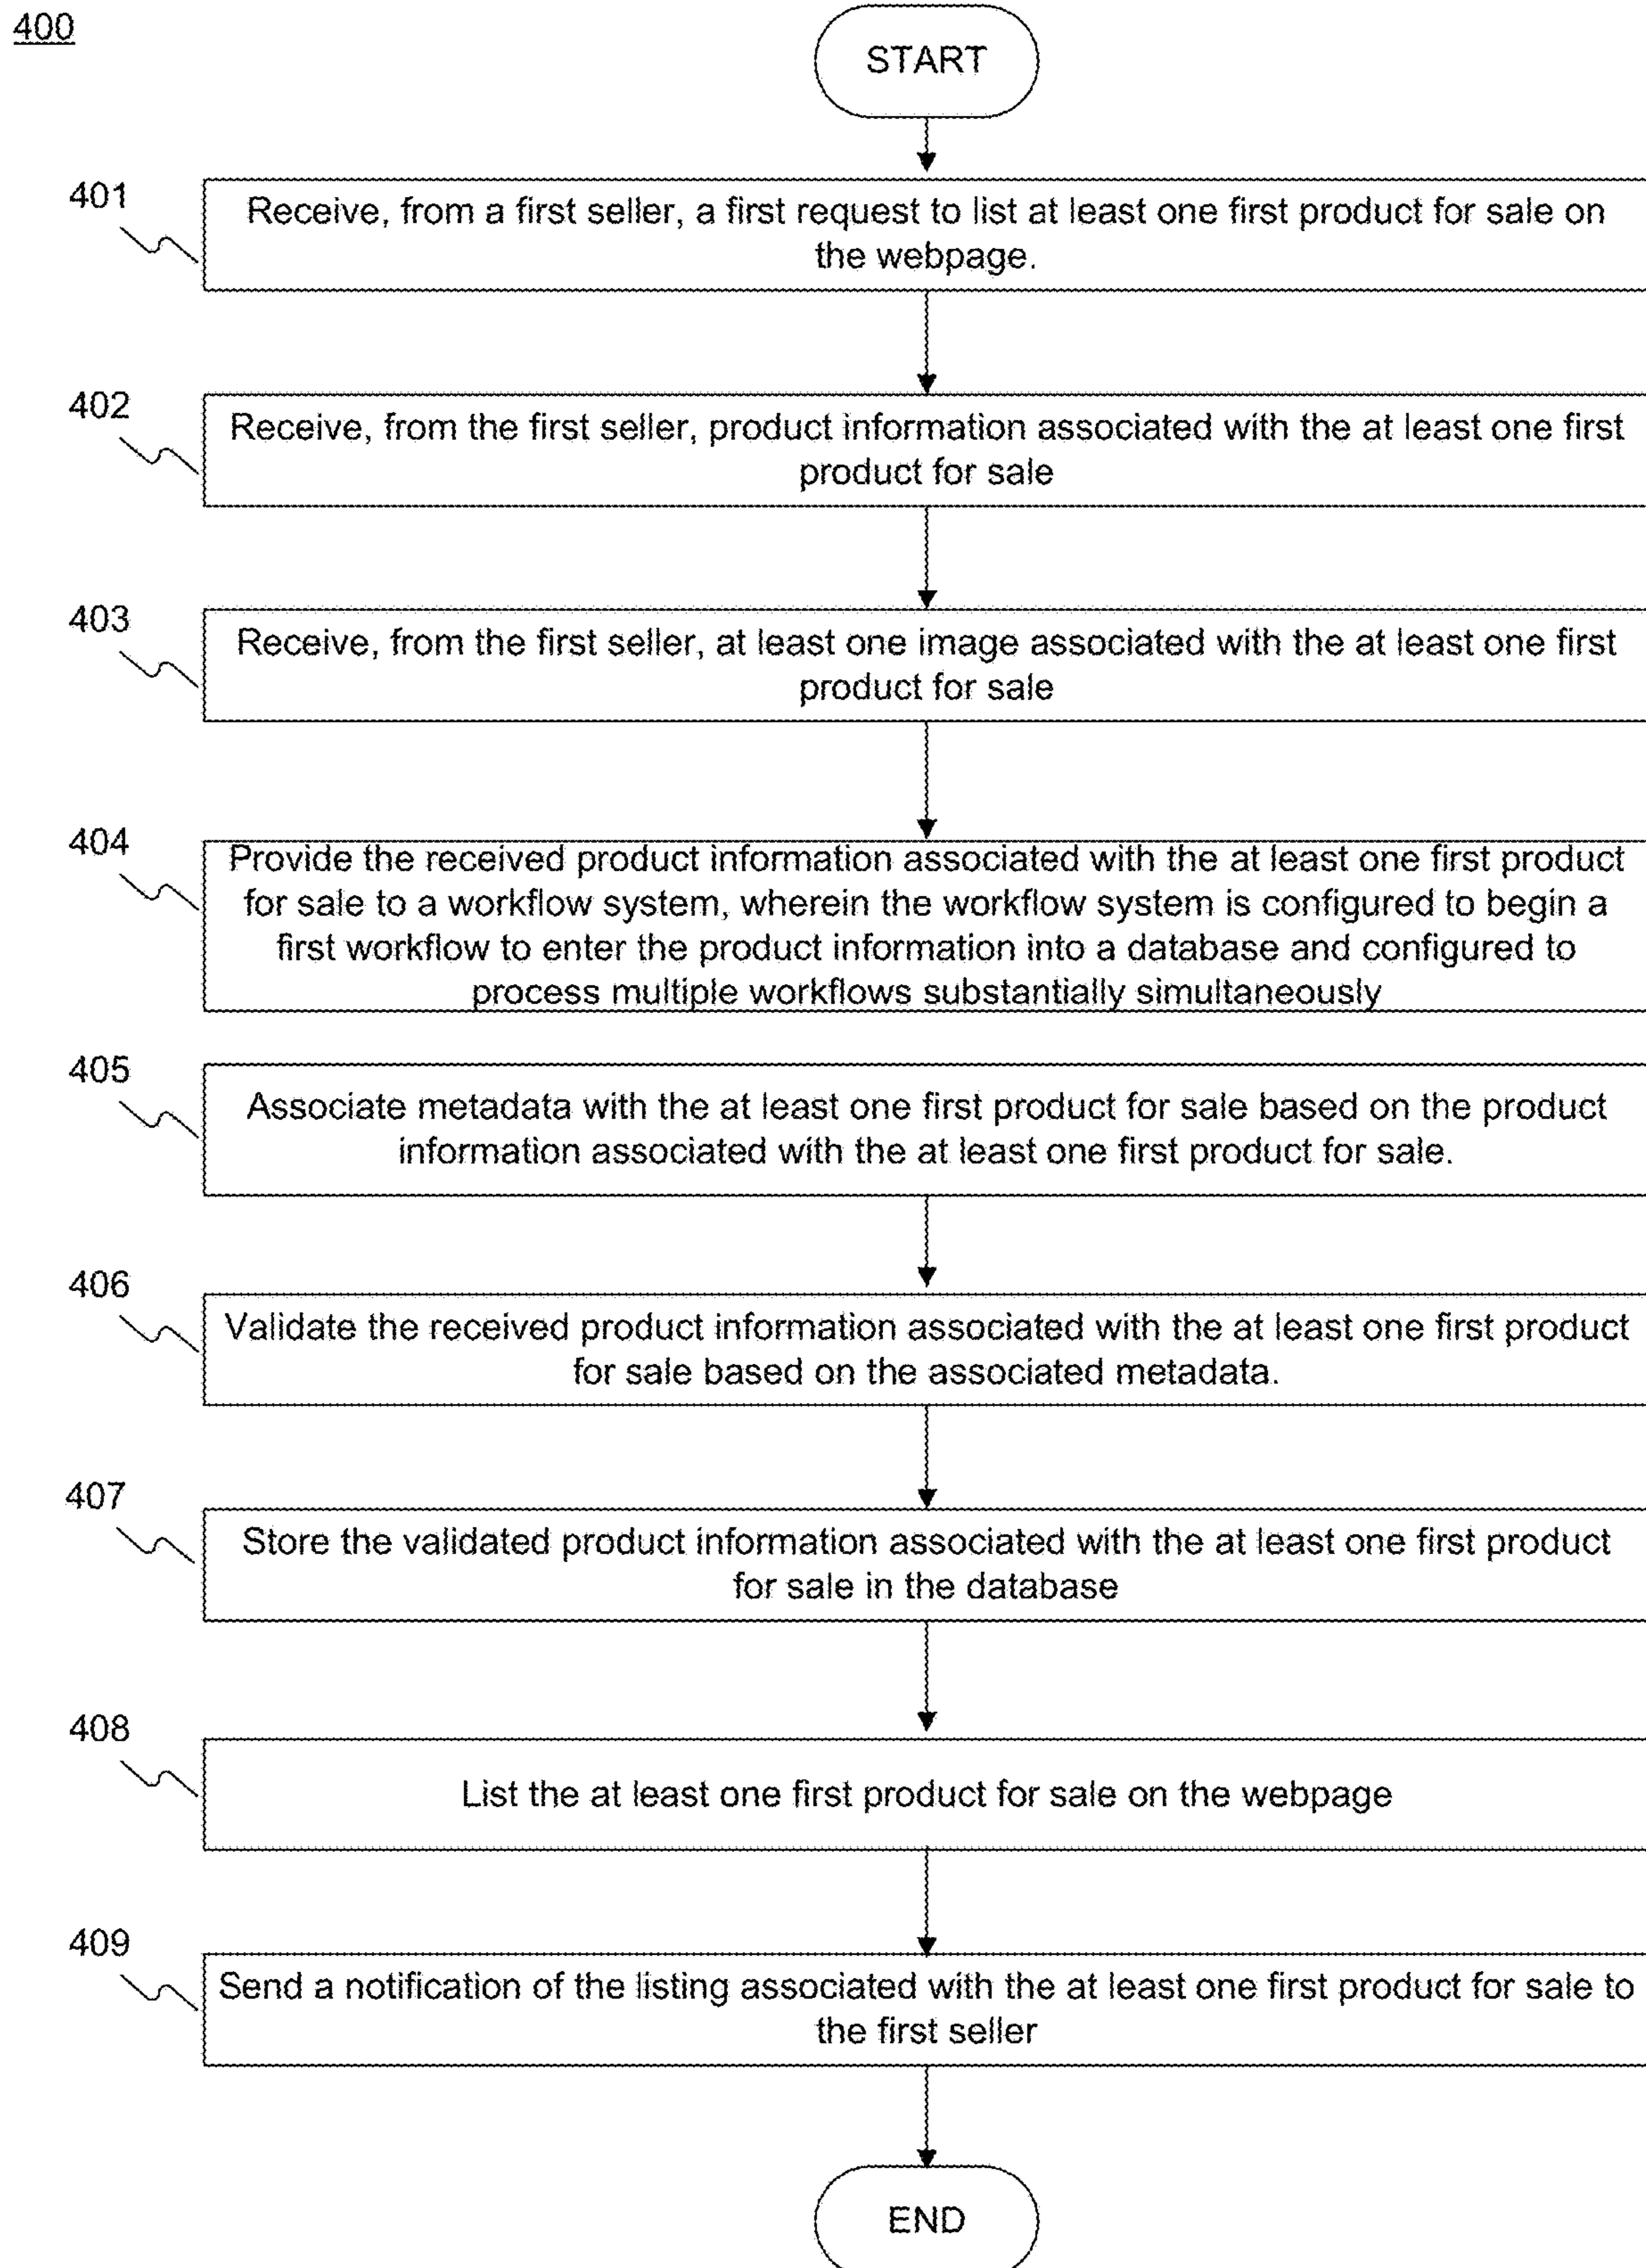 400
START
401
Receive, from a first seller, a first request to list at least one first product for sale on
the webpage.
402
Receive, from the first seller, product information associated with the at least one first
product for sale
403
Receive, from the first seller, at least one image associated with the at least one first
product for sale
404
Provide the received product information associated with the at least one first product
for sale to a workflow system, wherein the workflow system is configured to begin a
first workflow to enter the product information into a database and configured to
process multiple workflows substantially simultaneously
405
Associate metadata with the at least one first product for sale based on the product
information associated with the at least one first product for sale.
406
Validate the received product information associated with the at least one first product
for sale based on the associated metadata.
407
Store the validated product information associated with the at least one first product
for sale in the database
408
List the at least one first product for sale on the webpage
409
Send a notification of the listing associated with the at least one first product for sale to
the first seller
END